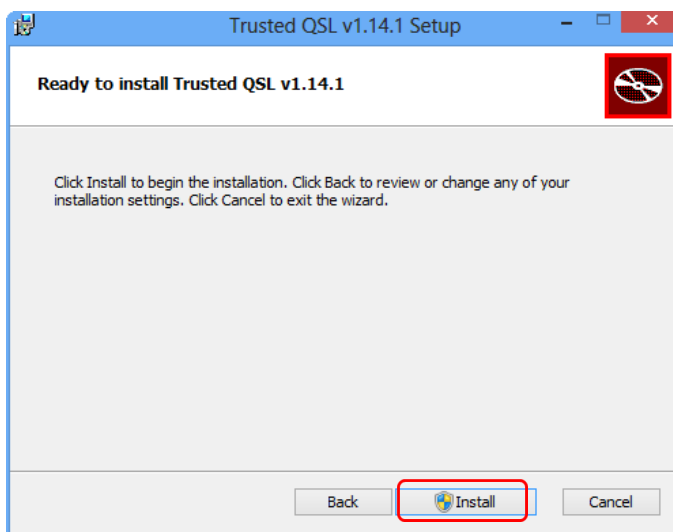 Trusted QSL v1.14.1 Setup
Ready to install Trusted QSL v1.14.1
Click Install to begin the installation. Click Back to review or change any of your
installation settings. Click Cancel to exit the wizard.
Back Install Cancel